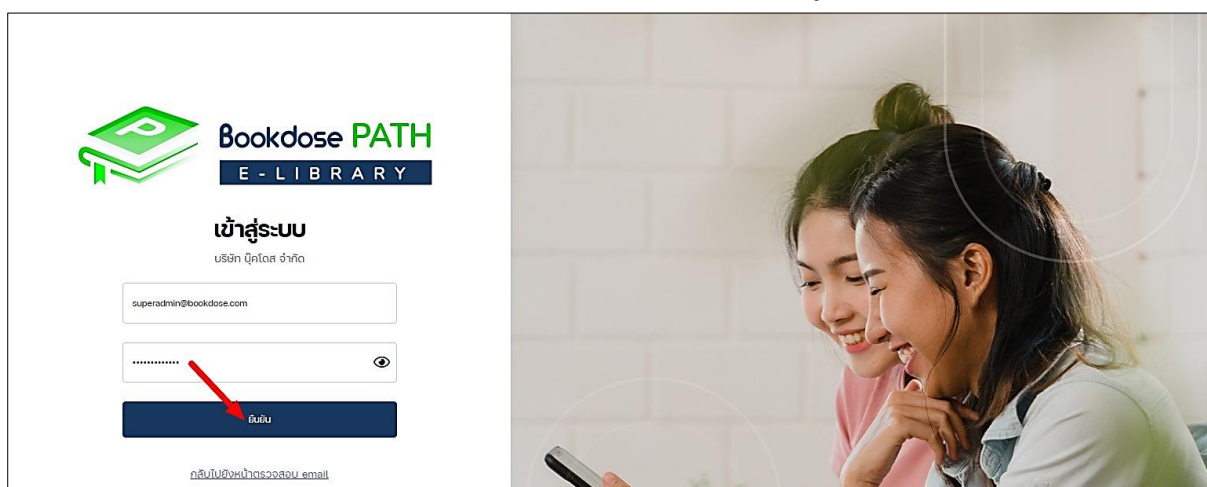 P
Bookdose PATH
E-LIBRARY
เข้าสู่ระบบ
บริษัท บุ๊คโดส จำกัด
superadmin@bookdose.com
ยืนยัน
กลับไปยังหน้าตรวจสอบ email